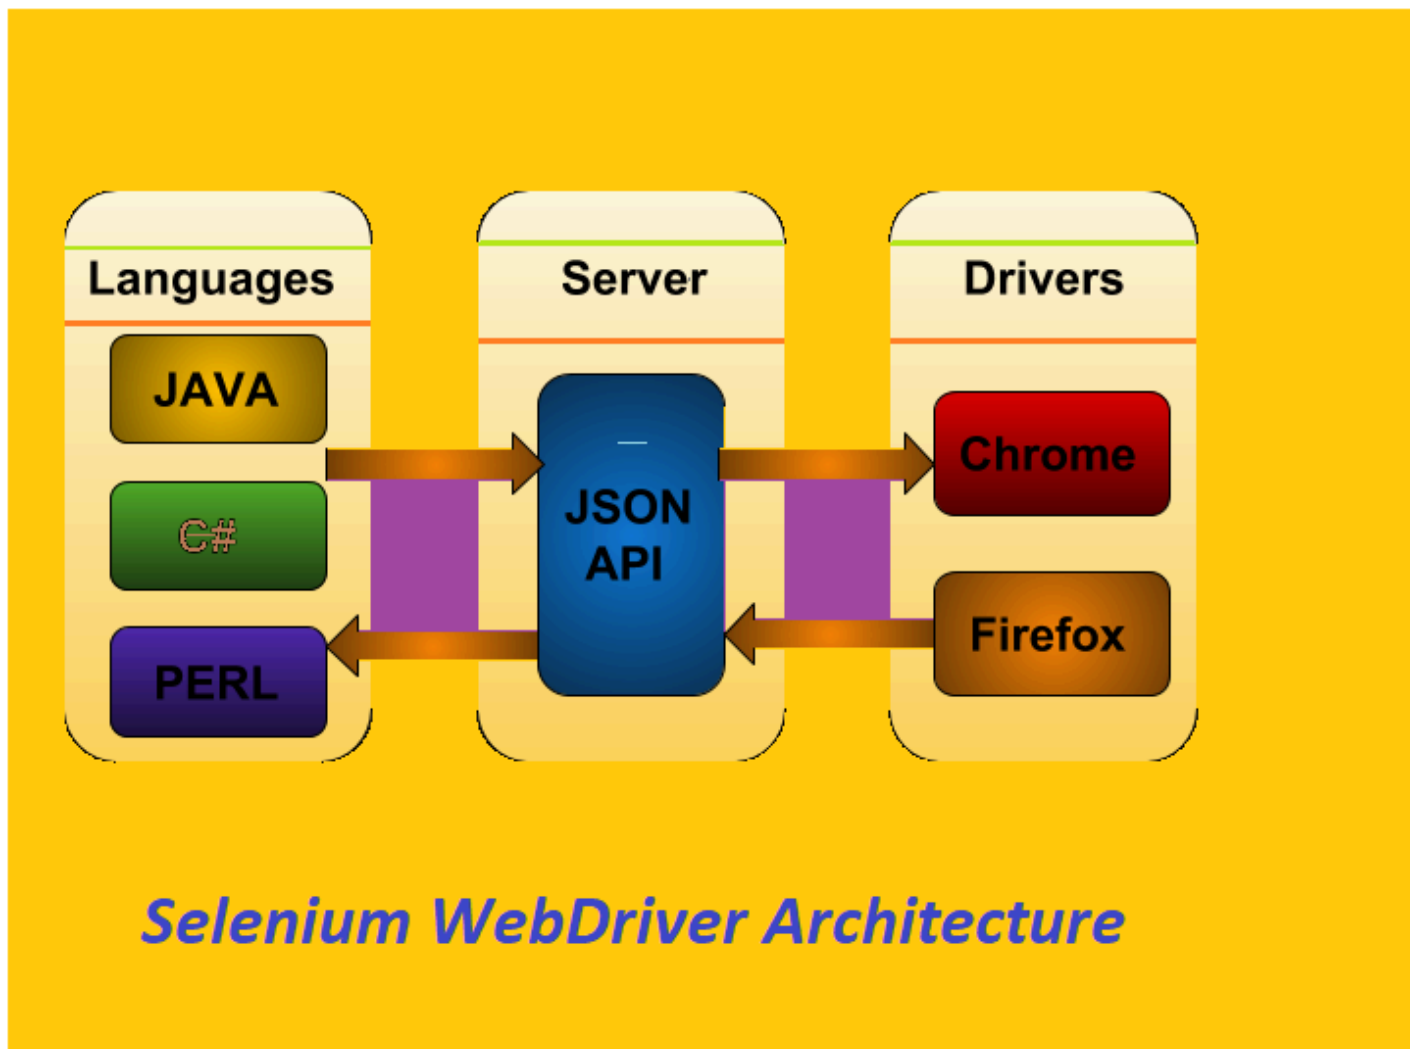 Languages
JAVA
C#
PERL
Server
JSON
API
Drivers
Chrome
Firefox
Selenium WebDriver Architecture